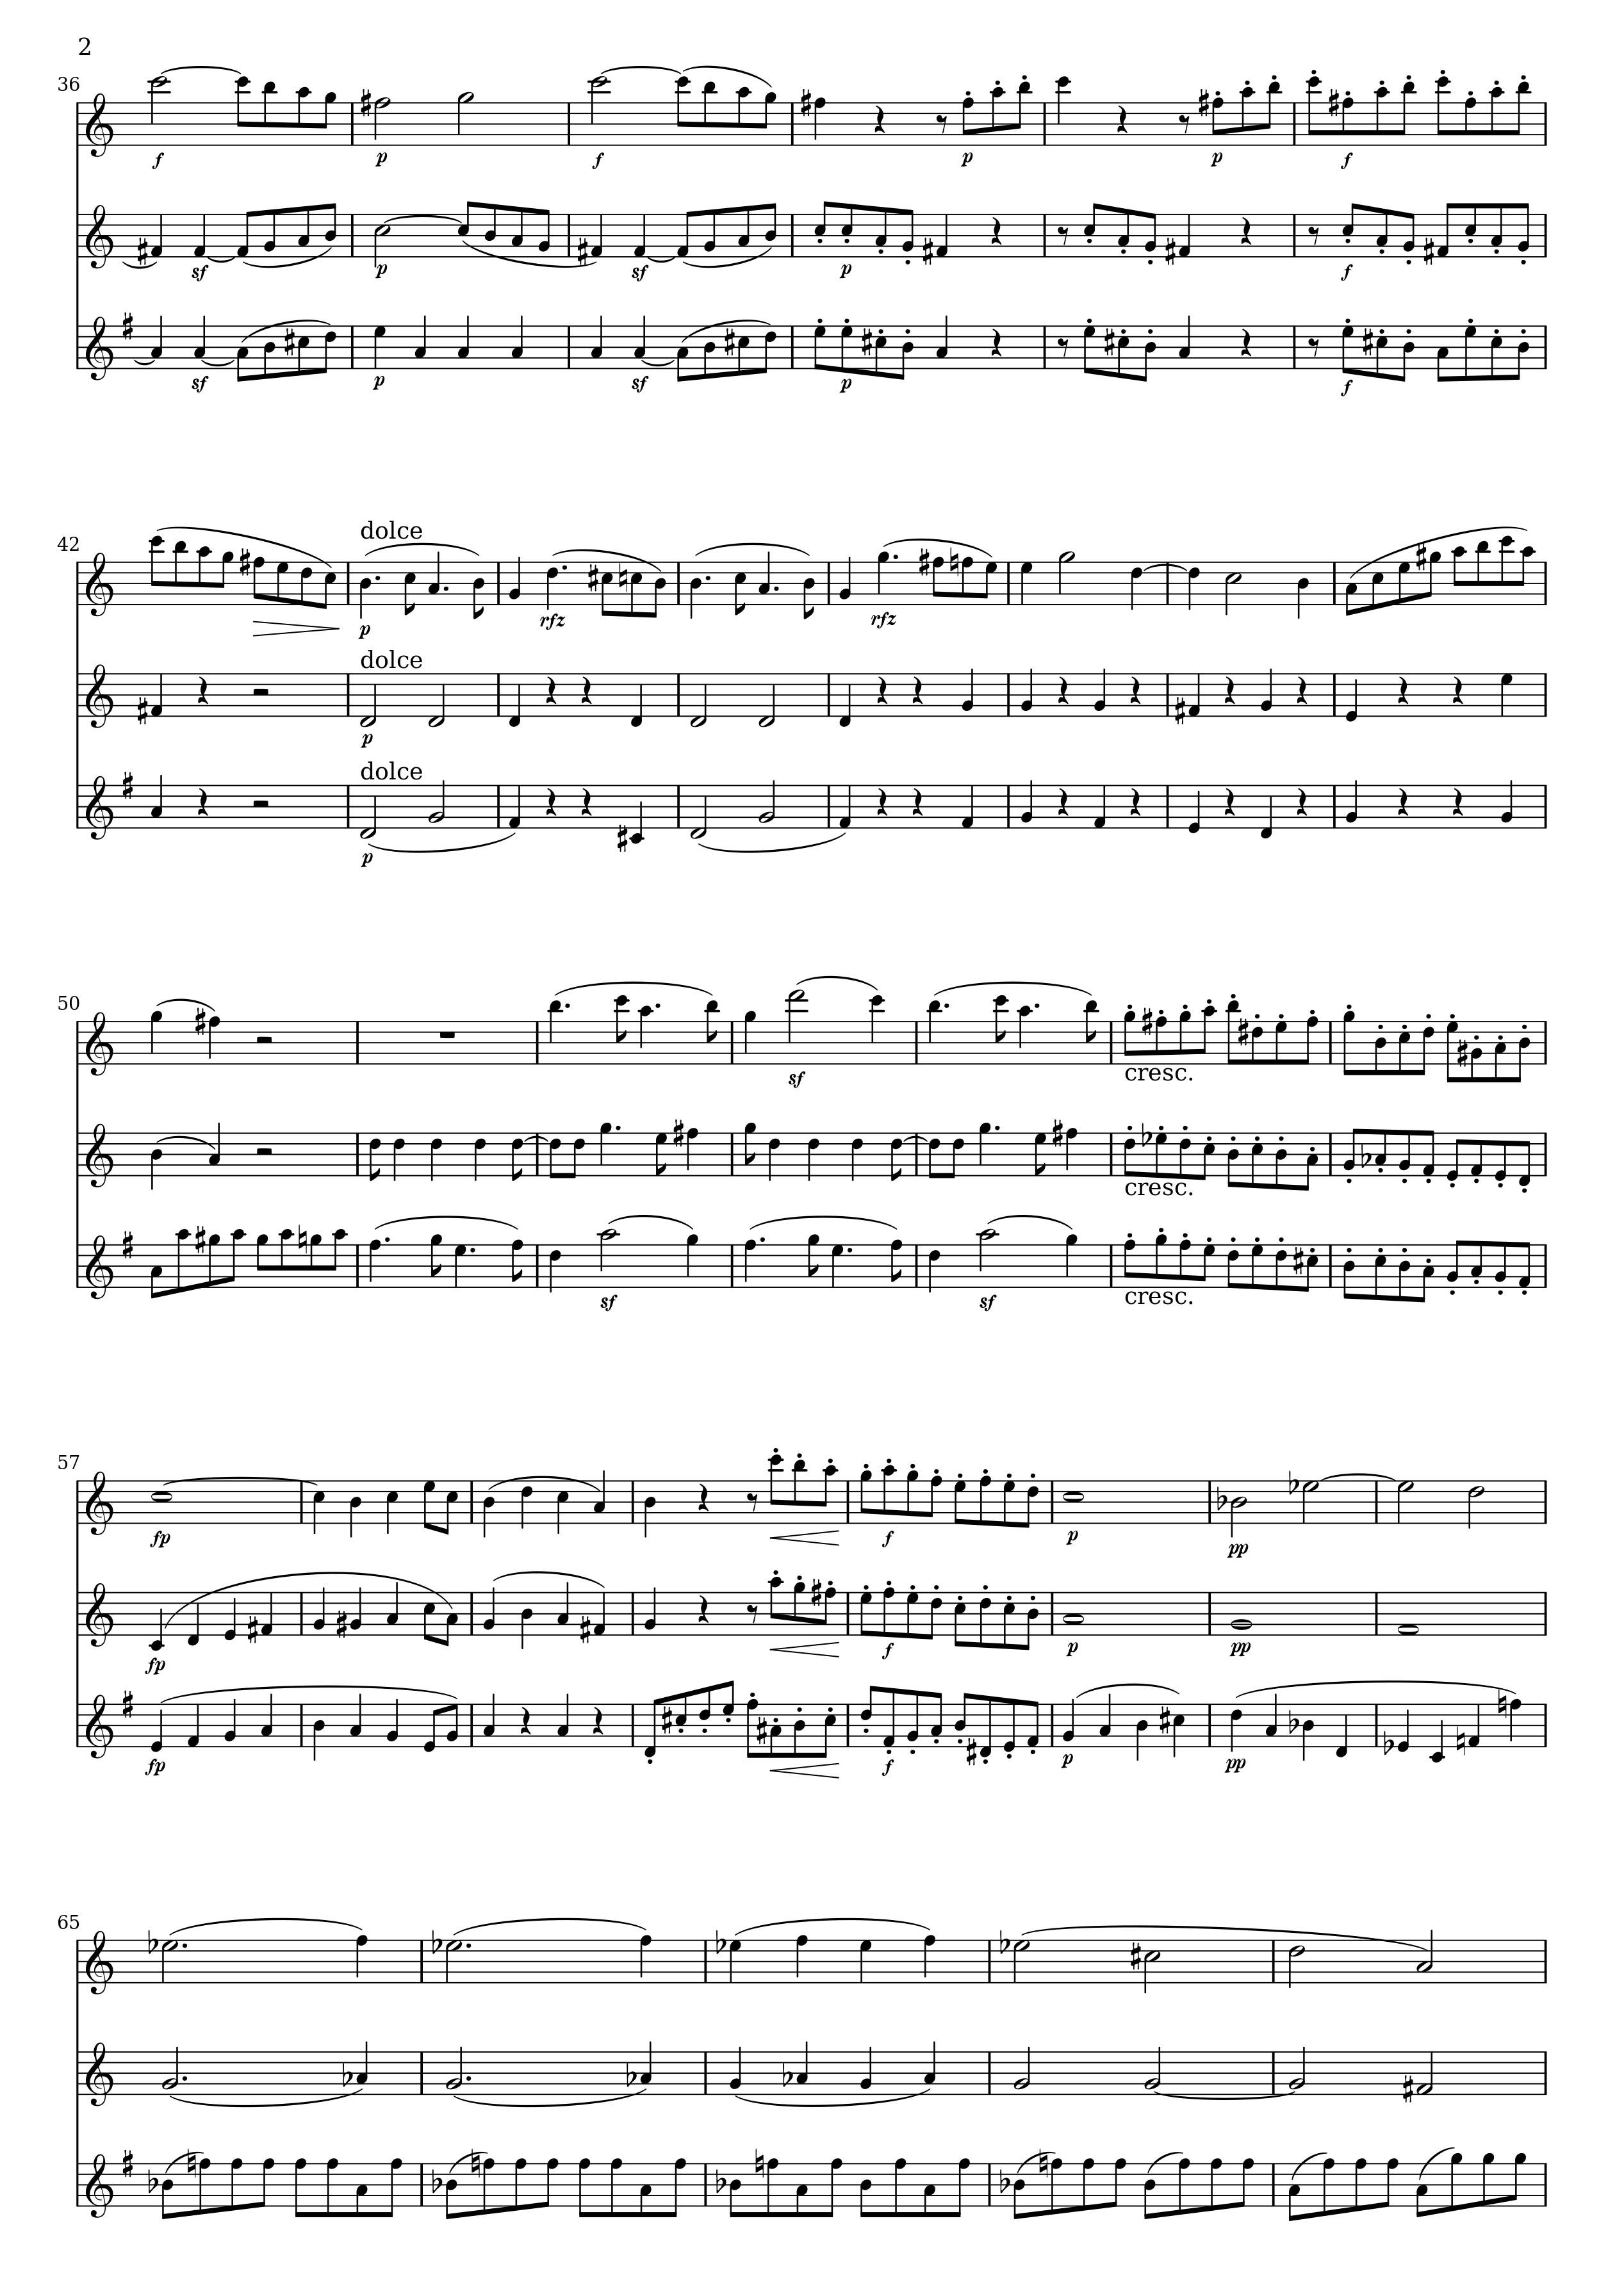 2
36
f p f p p f
sf p sf p f
sf p sf p f
42
dolce
p rfz rfz
dolce
p
dolce
p
50
sf cresc.
cresc.
sf sf cresc.
57
fp f p pp
fp f p pp
fp f p pp
65